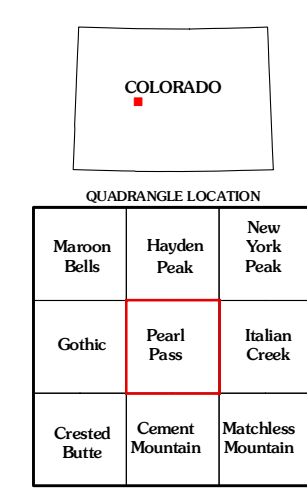 COLORADO
QUADRANGLE LOCATION
Maroon
Bells
Hayden
Peak
New
York
Peak
Gothic
Pearl
Pass
Italian
Creek
Crested
Butte
Cement
Mountain
Matchless
Mountain